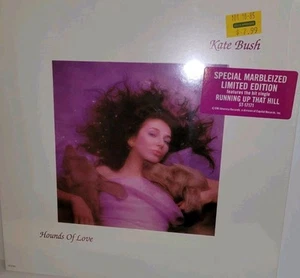 Kate Bush
SPECIAL MARBLEIZED
LIMITED EDITION
features the hit single
RUNNING UP THAT HILL
Hounds Of Love